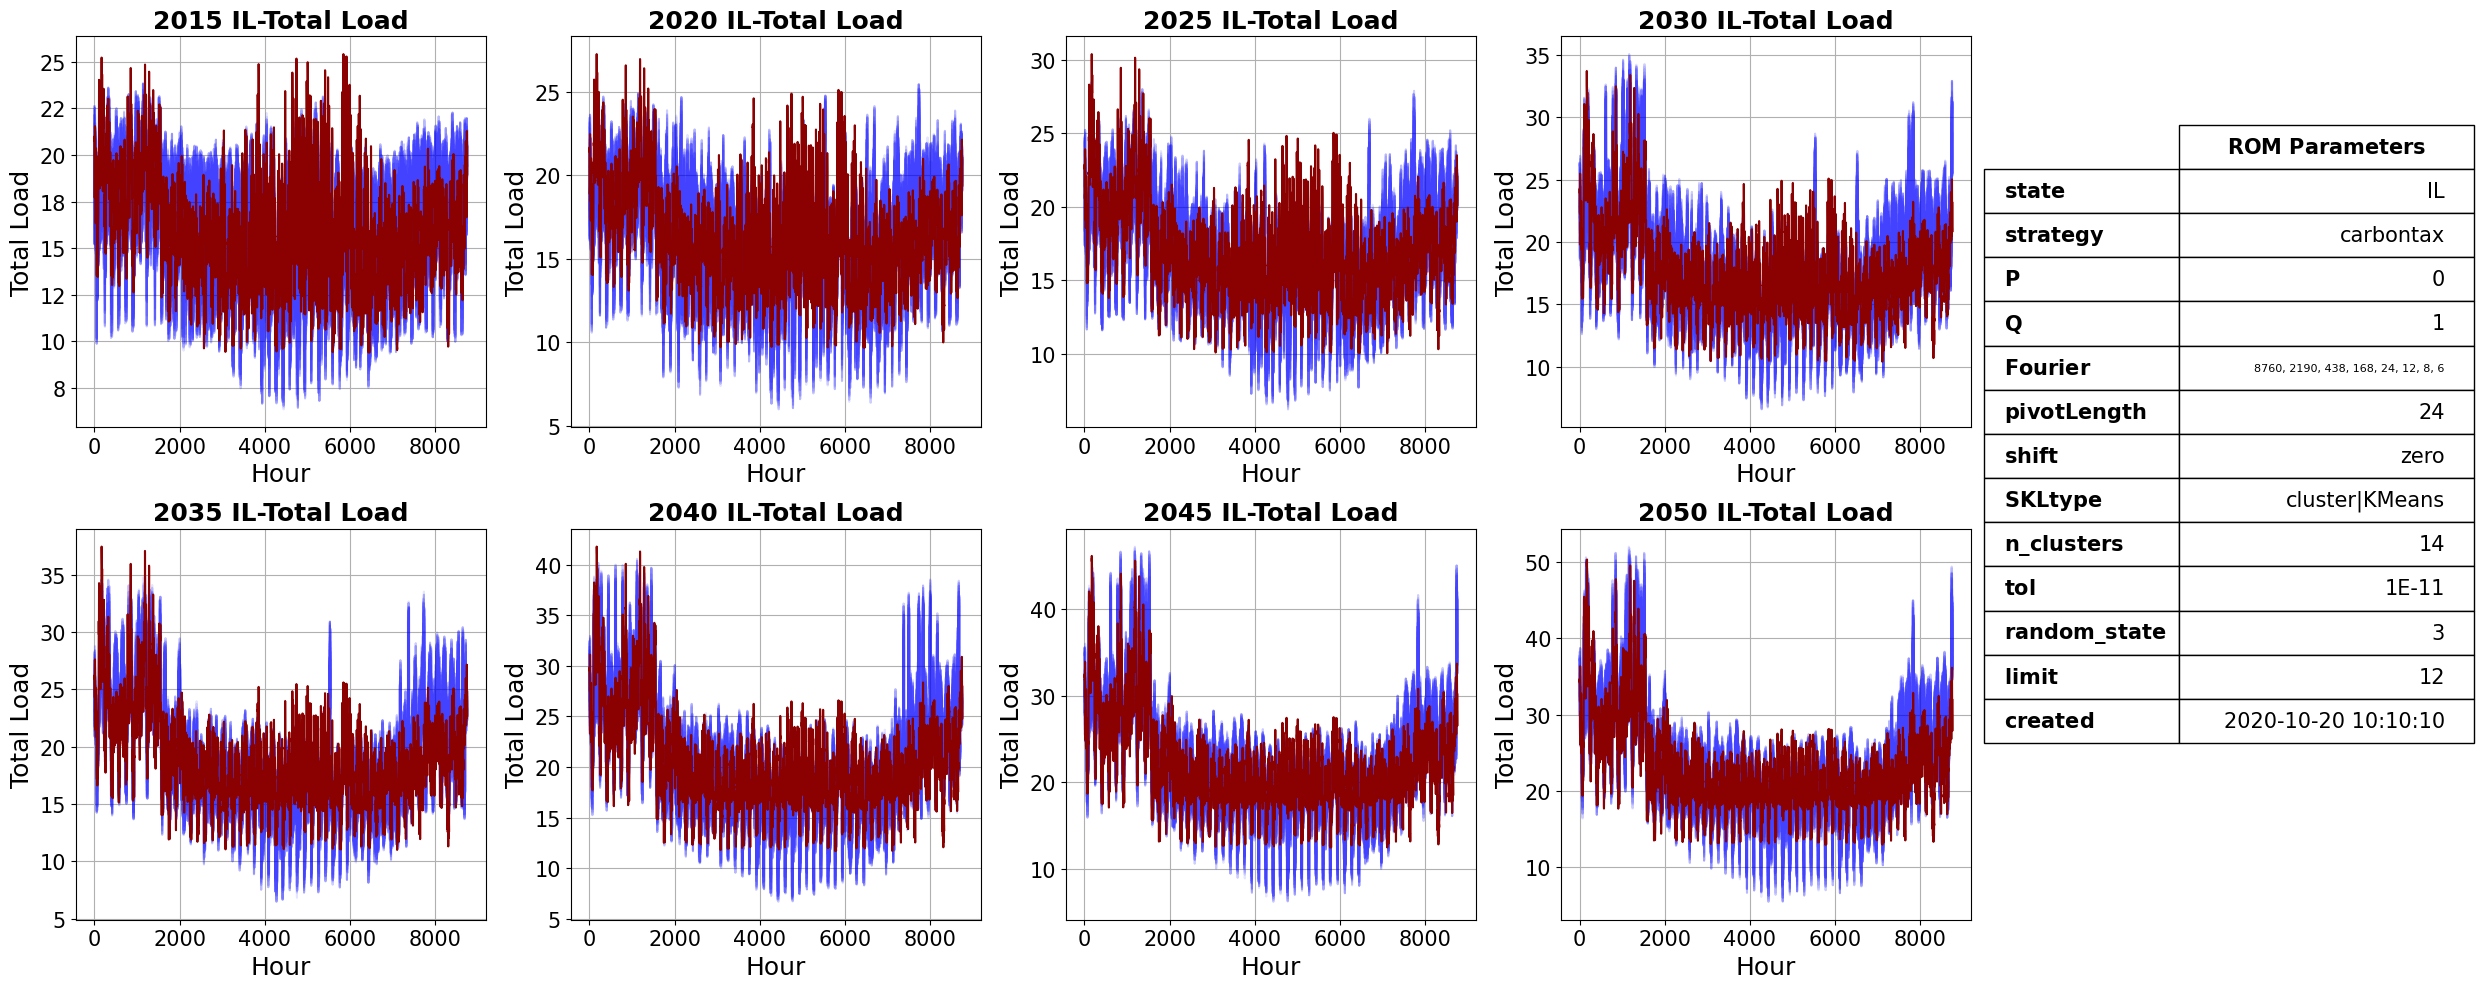 2015 IL-Total Load
25
22
20
18
15
12
10
8
Total Load
0 2000 4000 6000 8000
Hour
2020 IL-Total Load
25
20
15
10
5
Total Load
0 2000 4000 6000 8000
Hour
2025 IL-Total Load
30
25
20
15
10
Total Load
0 2000 4000 6000 8000
Hour
2030 IL-Total Load
35
30
25
20
15
10
Total Load
0 2000 4000 6000 8000
Hour
2035 IL-Total Load
35
30
25
20
15
10
5
Total Load
0 2000 4000 6000 8000
Hour
2040 IL-Total Load
40
35
30
25
20
15
10
5
Total Load
0 2000 4000 6000 8000
Hour
2045 IL-Total Load
40
30
20
10
Total Load
0 2000 4000 6000 8000
Hour
2050 IL-Total Load
50
40
30
20
10
Total Load
0 2000 4000 6000 8000
Hour
ROM Parameters
state IL
strategy carbontax
P 0
Q 1
Fourier 8760, 2190, 438, 168, 24, 12, 8, 6
pivotLength 24
shift zero
SKLtype cluster|KMeans
n_clusters 14
tol 1E-11
random_state 3
limit 12
created 2020-10-20 10:10:10